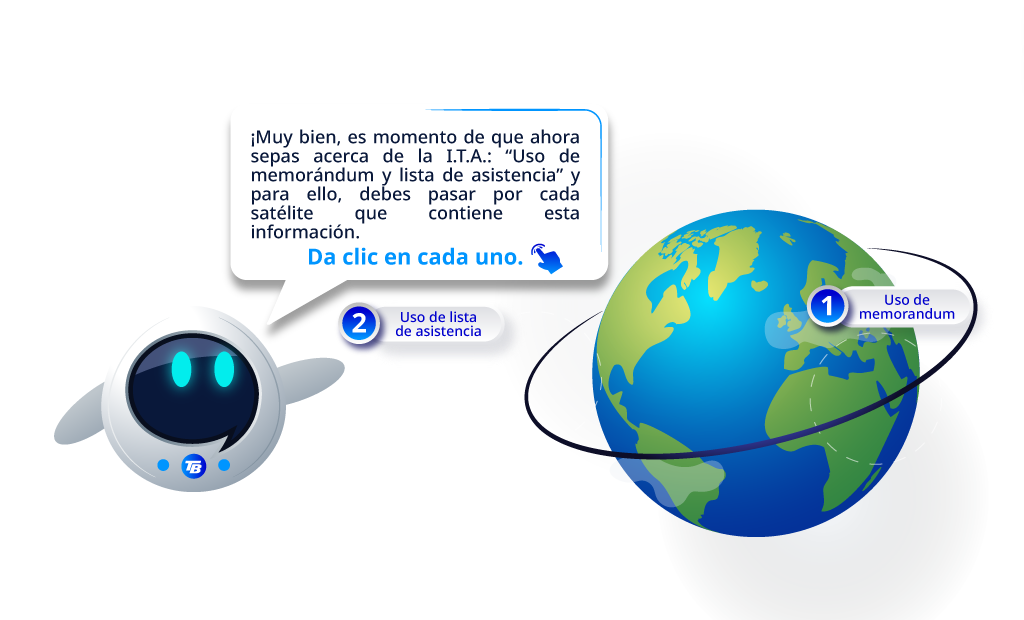 ¡Muy bien, es momento de que ahora
sepas acerca de la I.T.A.: “Uso de
memorándum y lista de asistencia” y
para ello, debes pasar por cada
satélite que contiene esta
información.
Da clic en cada uno.
2 Uso de lista
de asistencia
1 Uso de
memorandum
TB